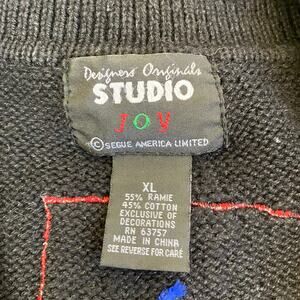 Designers Originals
STUDIO
JOY
©SEGUE AMERICA LIMITED
XL
55% RAMIE
45% COTTON
EXCLUSIVE OF
DECORATIONS
RN 63757
MADE IN CHINA
SEE REVERSE FOR CARE